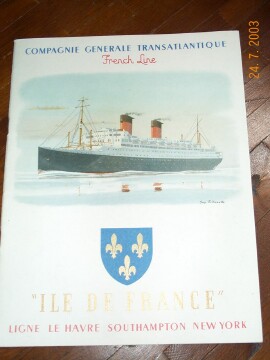 COMPAGNIE GENERALE TRANSATLANTIQUE
French Line
"ILE DE FRANCE"
LIGNE LE HAVRE SOUTHAMPTON NEW YORK
24.7.2003